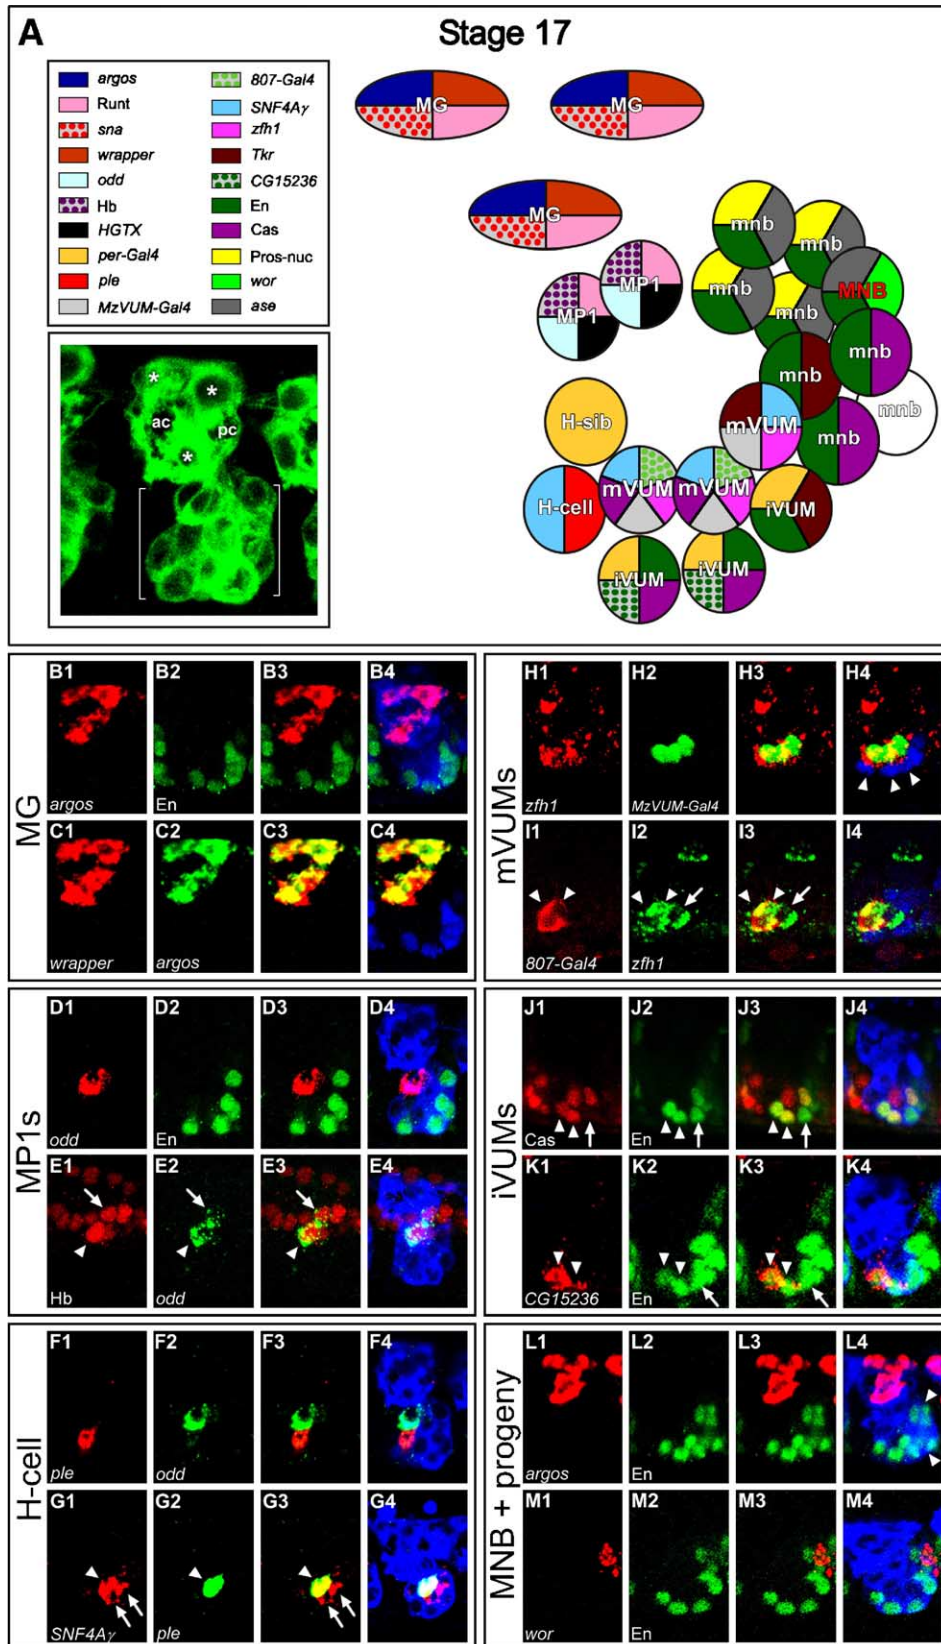 A
Stage 17
argos
Runt
sna
wrapper
odd
Hb
HGTX
per-Gal4
ple
MzVUM-Gal4
807-Gal4
SNF4Aγ
zfh1
Tkr
CG15236
En
Cas
Pros-nuc
wor
ase
*
*
ac
pc
*
MG
MG
MG
MP1
MP1
mnb
mnb
mnb
mnb
MNB
mnb
mnb
mnb
mnb
mVUM
H-sib
H-cell
mVUM
mVUM
iVUM
iVUM
iVUM
MG
B1 B2 B3 B4
argos En
C1 C2 C3 C4
wrapper argos
mVUMs
H1 H2 H3 H4
zfh1 MzVUM-Gal4
I1 I2 I3 I4
807-Gal4 zfh1
MP1s
D1 D2 D3 D4
odd En
E1 E2 E3 E4
Hb odd
iVUMs
J1 J2 J3 J4
Cas En
K1 K2 K3 K4
CG15236 En
H-cell
F1 F2 F3 F4
ple odd
G1 G2 G3 G4
SNF4Aγ ple
MNB + progeny
L1 L2 L3 L4
argos En
M1 M2 M3 M4
wor En